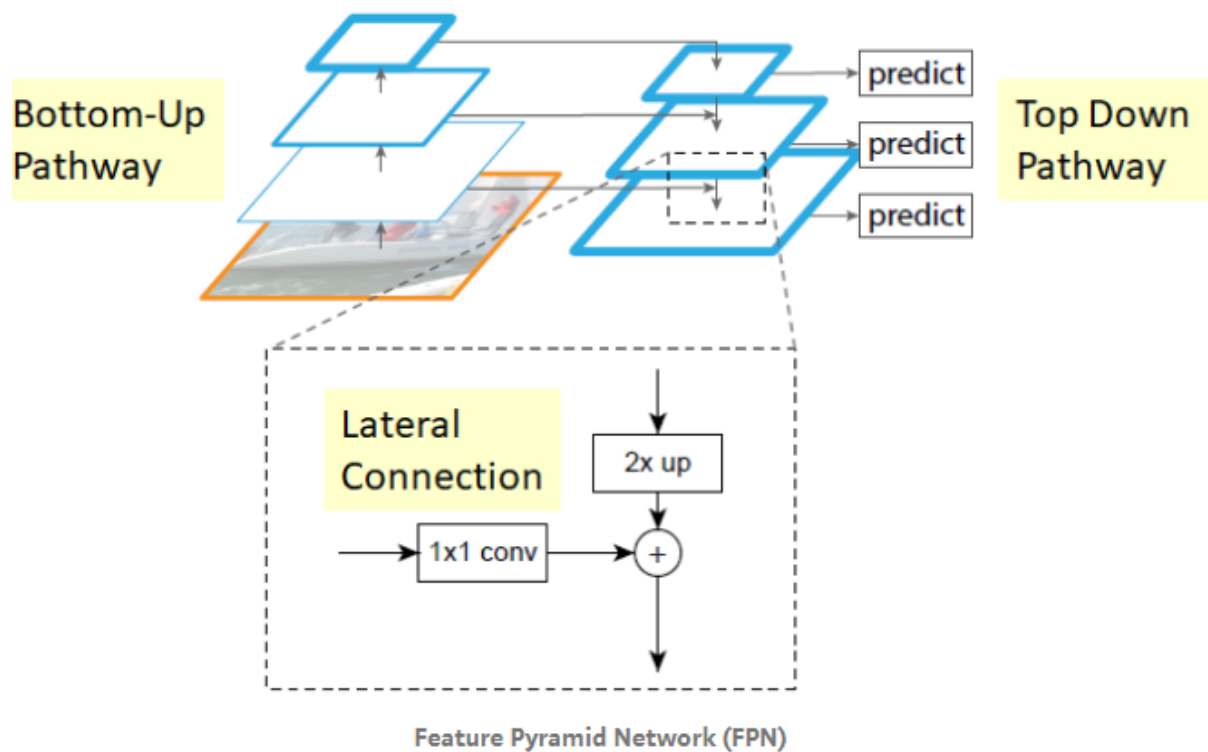 Bottom-Up
Pathway
predict
predict
predict
Top Down
Pathway
Lateral
Connection
2x up
1x1 conv
+
Feature Pyramid Network (FPN)